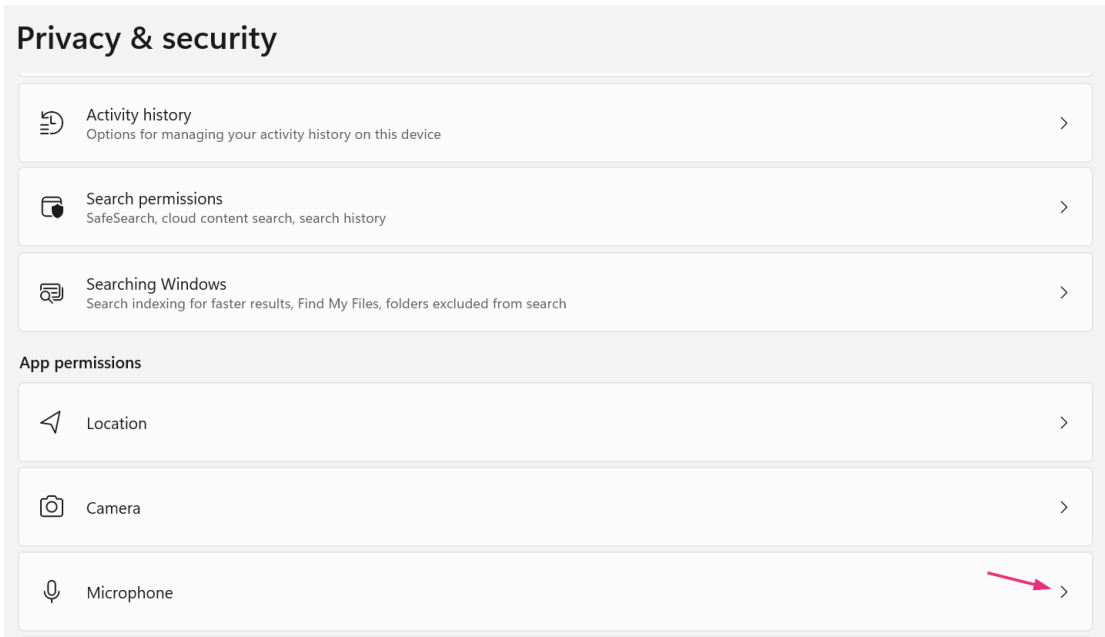 Privacy & security
Activity history
Options for managing your activity history on this device
Search permissions
SafeSearch, cloud content search, search history
Searching Windows
Search indexing for faster results, Find My Files, folders excluded from search
App permissions
Location
Camera
Microphone